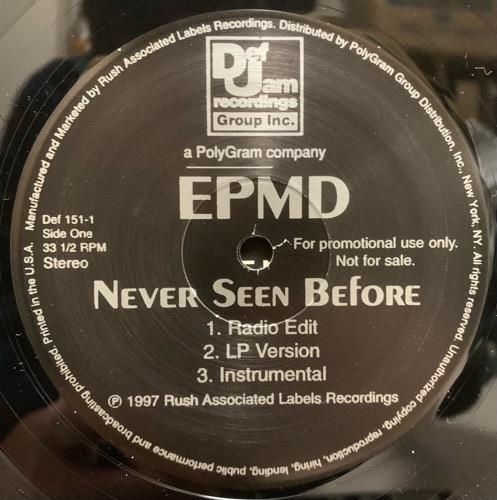 Manufactured and Marketed by Rush Associated Labels Recordings. Distributed by PolyGram Group Distribution, Inc., New York, NY. All rights reserved. Unauthorized copying, reproduction, hiring, lending, public performance and broadcasting prohibited. Printed in the U.S.A.
Def
Jam
recordings
Group Inc.
a PolyGram company
EPMD
Def 151-1
Side One
33 1/2 RPM
Stereo
For promotional use only.
Not for sale.
NEVER SEEN BEFORE
1. Radio Edit
2. LP Version
3. Instrumental
℗ 1997 Rush Associated Labels Recordings